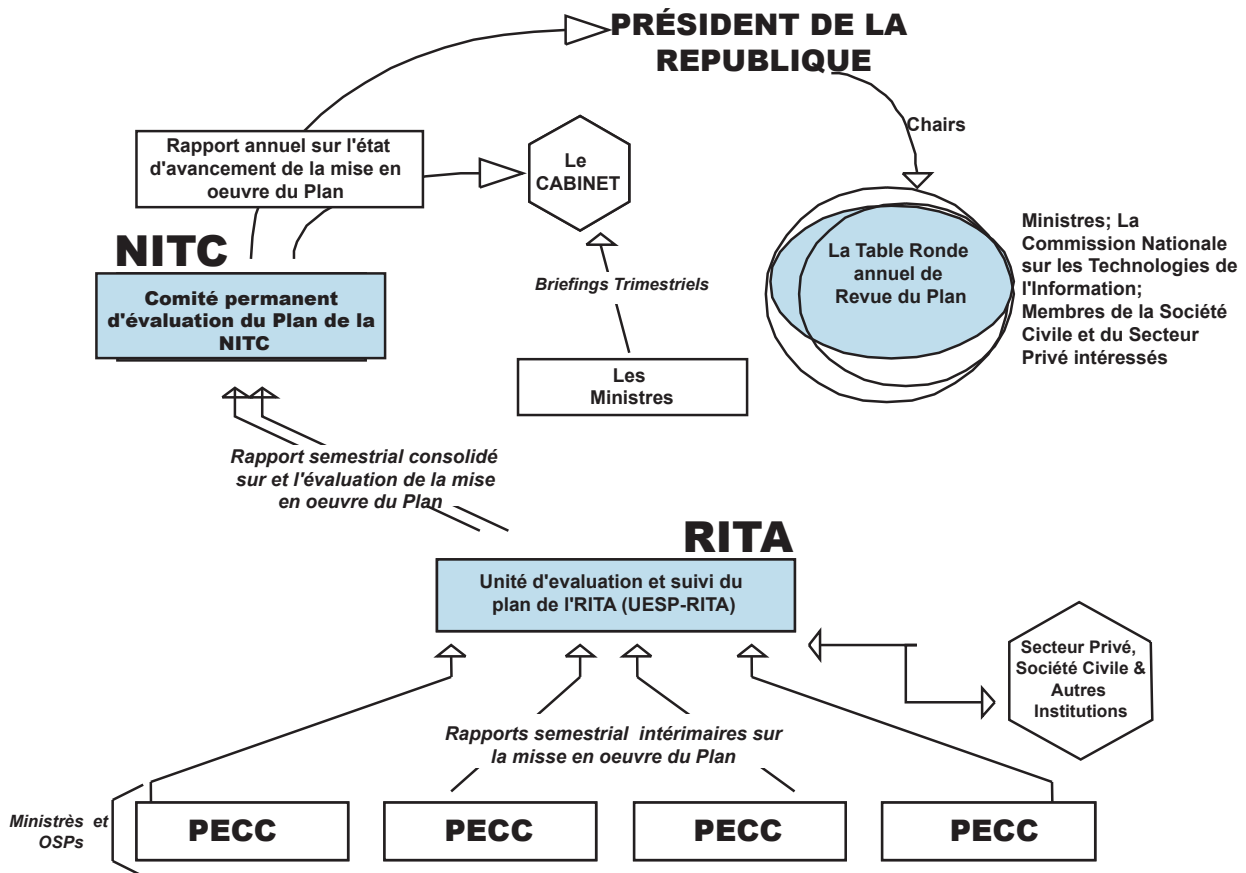 PRÉSIDENT DE LA
REPUBLIQUE
Chairs
Rapport annuel sur l'état
d'avancement de la mise en
oeuvre du Plan
Le
CABINET
NITC
Comité permanent
d'évaluation du Plan de la
NITC
Briefings Trimestriels
Les
Ministres
La Table Ronde
annuel de
Revue du Plan
Ministres; La
Commission Nationale
sur les Technologies de
l'Information;
Membres de la Société
Civile et du Secteur
Privé intéressés
Rapport semestrial consolidé
sur et l'évaluation de la mise
en oeuvre du Plan
RITA
Unité d'evaluation et suivi du
plan de l'RITA (UESP-RITA)
Secteur Privé,
Société Civile &
Autres
Institutions
Rapports semestrial intérimaires sur
la misse en oeuvre du Plan
Ministrès et
OSPs
PECC
PECC
PECC
PECC